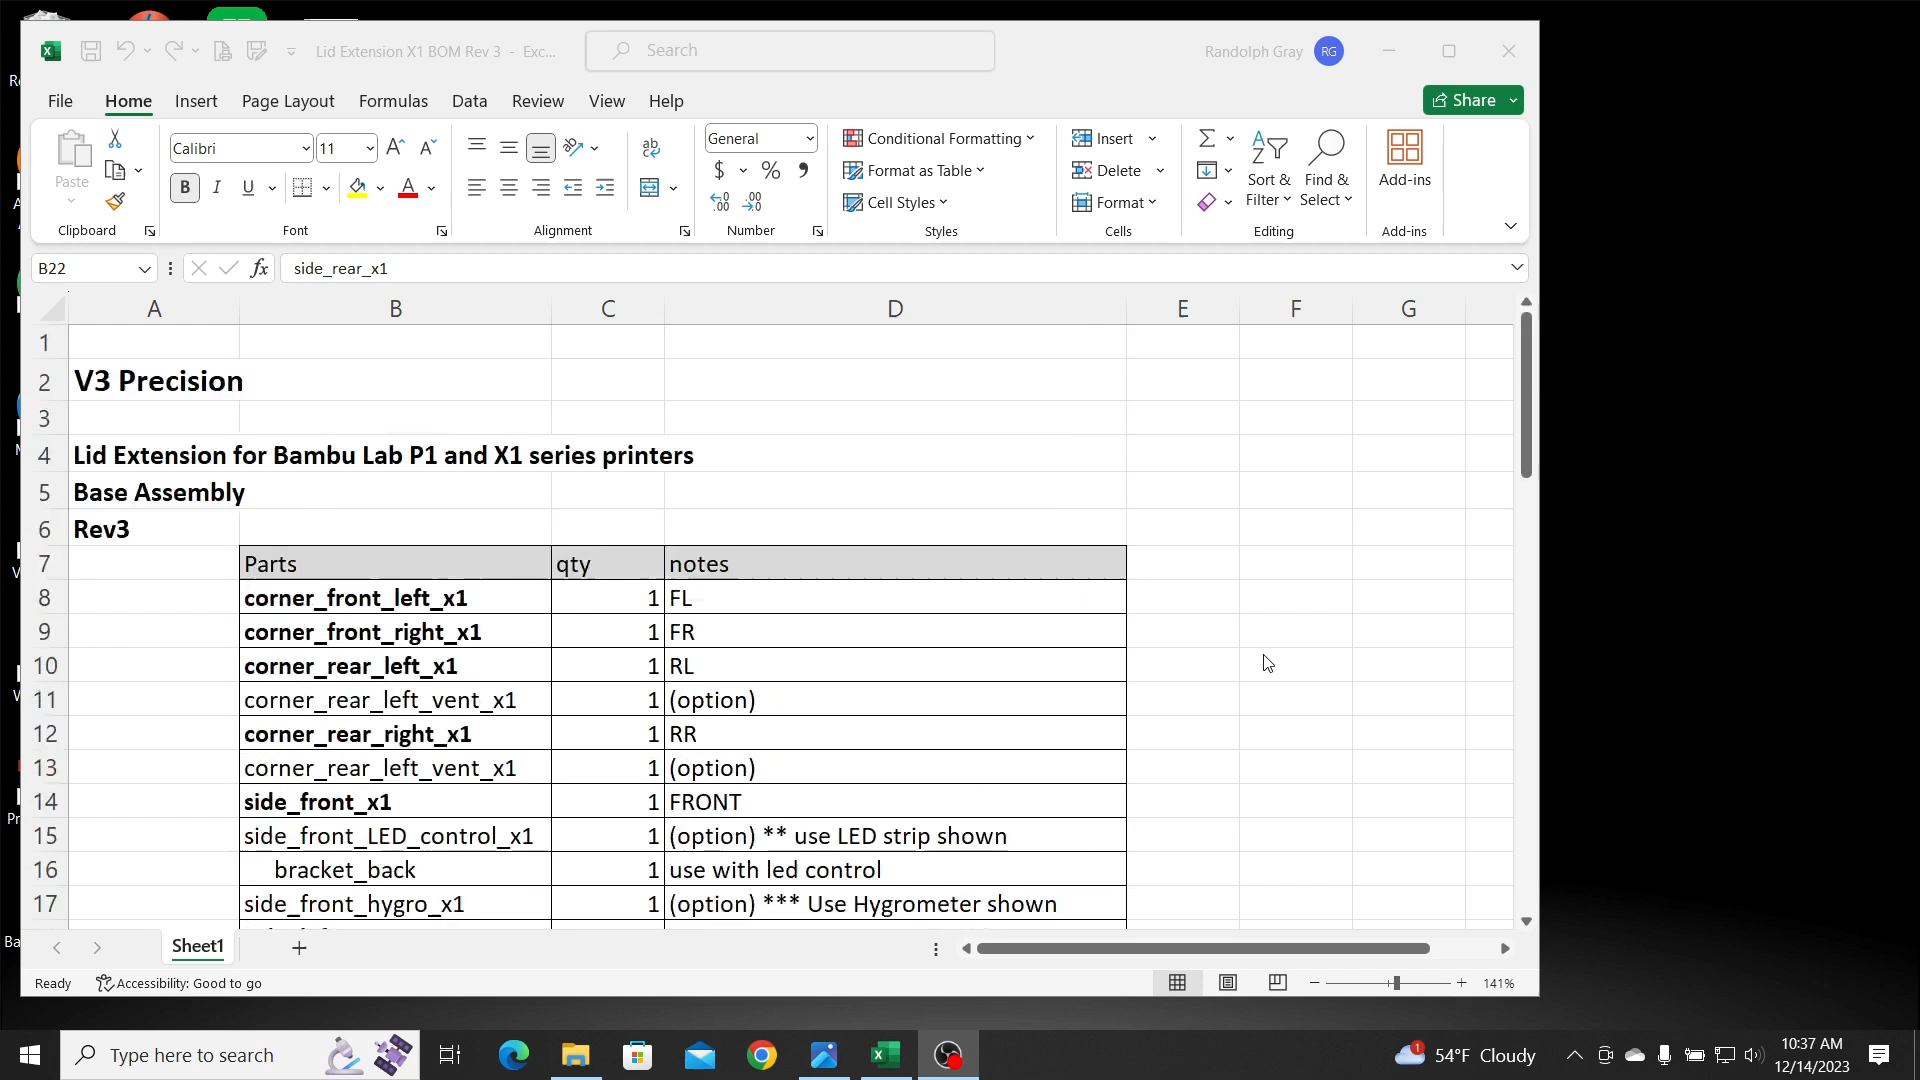 Lid Extension X1 BOM Rev 3 - Exc...
Search
Randolph Gray RG
File Home Insert Page Layout Formulas Data Review View Help
Share
Paste
Calibri 11
B I U A
ab
General
$ % 9
Conditional Formatting
Format as Table
Cell Styles
Insert
Delete
Format
Sort & Filter
Find & Select
Add-ins
Clipboard Font Alignment Number Styles Cells Editing Add-ins
B22 fx side_rear_x1
A B C D E F G
1
2 V3 Precision
3
4 Lid Extension for Bambu Lab P1 and X1 series printers
5 Base Assembly
6 Rev3
7 Parts qty notes
8 corner_front_left_x1 1 FL
9 corner_front_right_x1 1 FR
10 corner_rear_left_x1 1 RL
11 corner_rear_left_vent_x1 1 (option)
12 corner_rear_right_x1 1 RR
13 corner_rear_left_vent_x1 1 (option)
14 side_front_x1 1 FRONT
15 side_front_LED_control_x1 1 (option) ** use LED strip shown
16 bracket_back 1 use with led control
17 side_front_hygro_x1 1 (option) *** Use Hygrometer shown
Sheet1
Ready Accessibility: Good to go 141%
Type here to search
54°F Cloudy
10:37 AM
12/14/2023